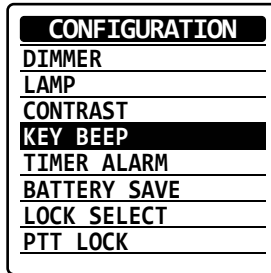 CONFIGURATION
DIMMER
LAMP
CONTRAST
KEY BEEP
TIMER ALARM
BATTERY SAVE
LOCK SELECT
PTT LOCK